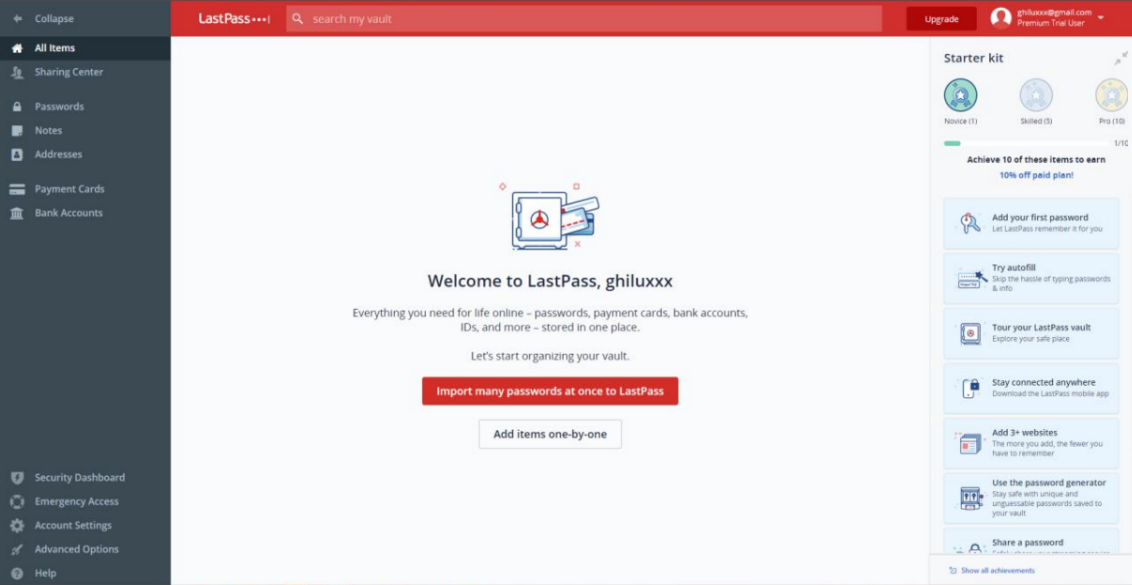 Collapse
LastPass
search my vault
Upgrade
ghiluxxx@gmail.com
Premium Trial User
All Items
Sharing Center
Passwords
Notes
Addresses
Payment Cards
Bank Accounts
Security Dashboard
Emergency Access
Account Settings
Advanced Options
Help
Welcome to LastPass, ghiluxxx
Everything you need for life online – passwords, payment cards, bank accounts,
IDs, and more – stored in one place.
Let's start organizing your vault.
Import many passwords at once to LastPass
Add items one-by-one
Starter kit
Novice (1)
Skilled (5)
Pro (10)
1/10
Achieve 10 of these items to earn
10% off paid plan!
Add your first password
Let LastPass remember it for you
Try autofill
Skip the hassle of typing passwords
& info
Tour your LastPass vault
Explore your safe place
Stay connected anywhere
Download the LastPass mobile app
Add 3+ websites
The more you add, the fewer you
have to remember
Use the password generator
Stay safe with unique and
unguessable passwords saved to
your vault
Share a password
Show all achievements